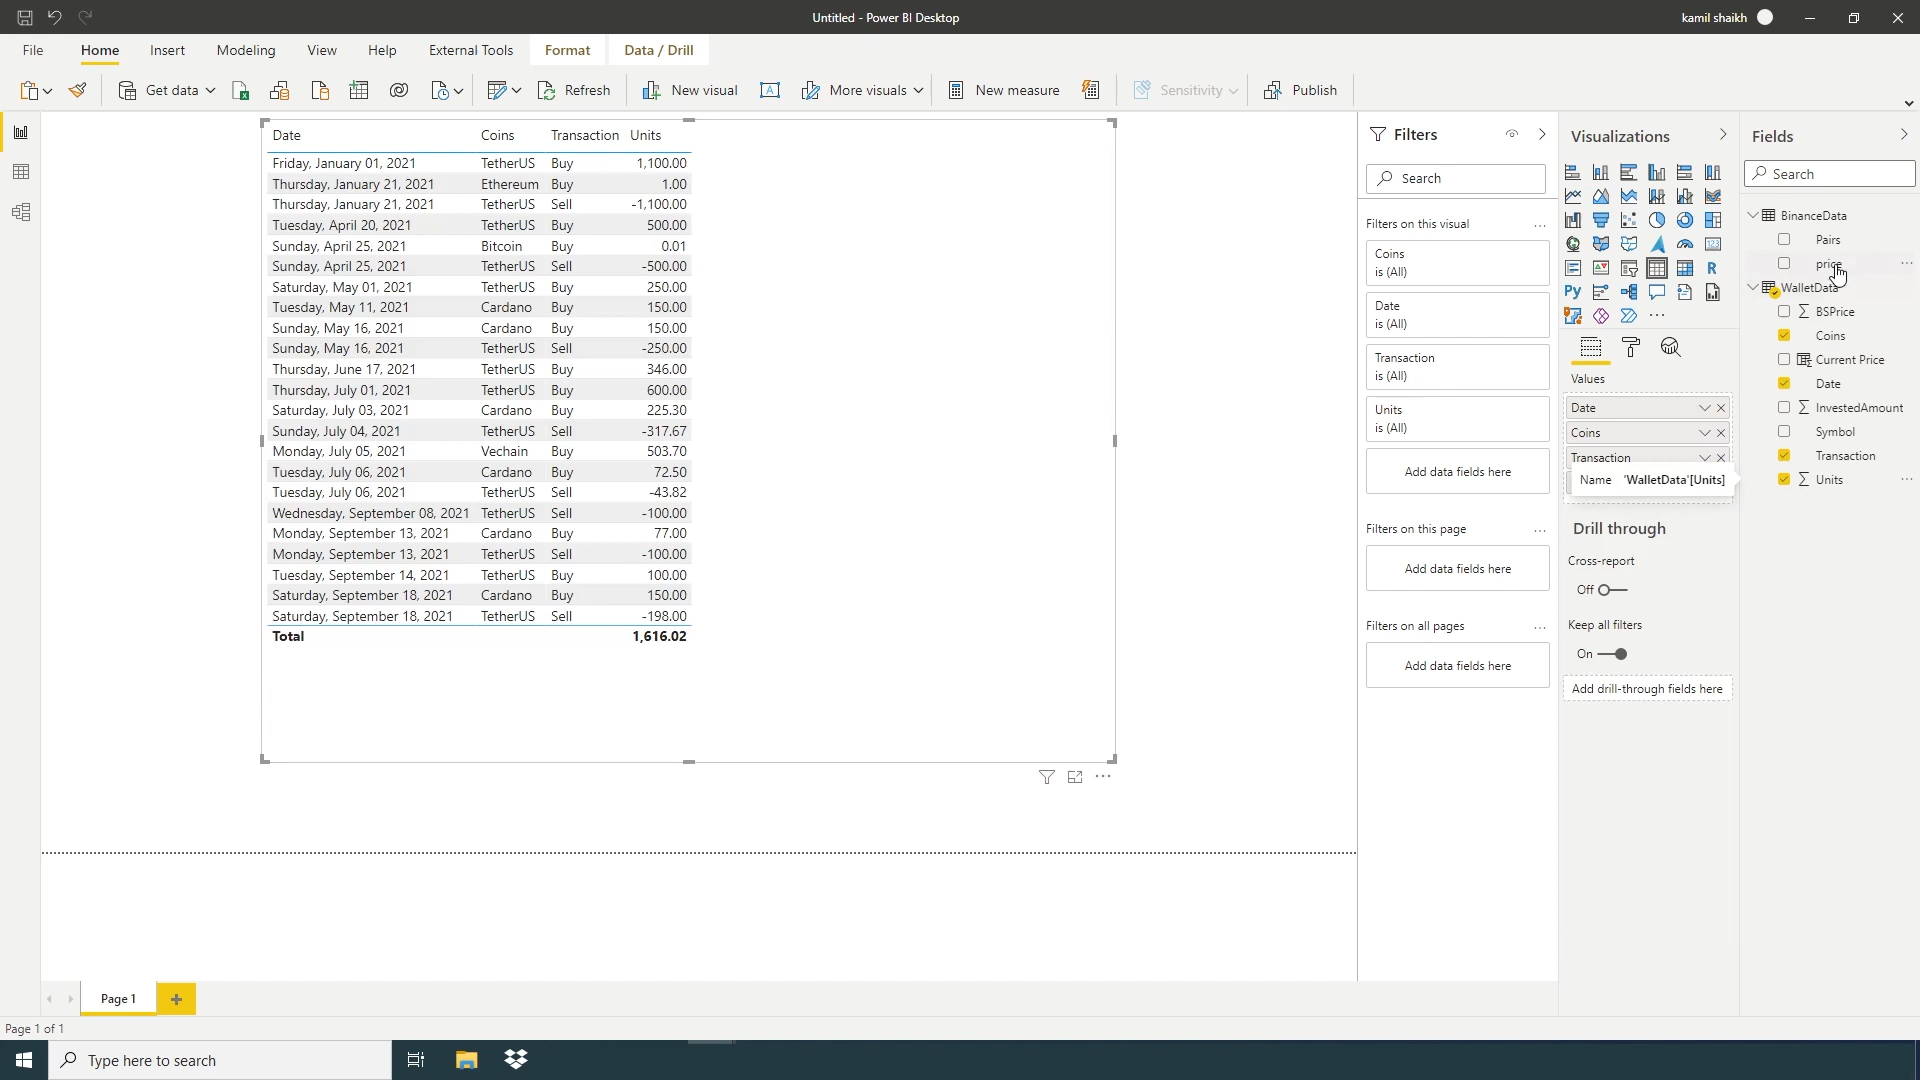 Untitled - Power BI Desktop
kamil shaikh
File
Home
Insert
Modeling
View
Help
External Tools
Format
Data / Drill
Get data
Refresh
New visual
More visuals
New measure
Sensitivity
Publish
Date Coins Transaction Units
Friday, January 01, 2021 TetherUS Buy 1,100.00
Thursday, January 21, 2021 Ethereum Buy 1.00
Thursday, January 21, 2021 TetherUS Sell -1,100.00
Tuesday, April 20, 2021 TetherUS Buy 500.00
Sunday, April 25, 2021 Bitcoin Buy 0.01
Sunday, April 25, 2021 TetherUS Sell -500.00
Saturday, May 01, 2021 TetherUS Buy 250.00
Tuesday, May 11, 2021 Cardano Buy 150.00
Sunday, May 16, 2021 Cardano Buy 150.00
Sunday, May 16, 2021 TetherUS Sell -250.00
Thursday, June 17, 2021 TetherUS Buy 346.00
Thursday, July 01, 2021 TetherUS Buy 600.00
Saturday, July 03, 2021 Cardano Buy 225.30
Sunday, July 04, 2021 TetherUS Sell -317.67
Monday, July 05, 2021 Vechain Buy 503.70
Tuesday, July 06, 2021 Cardano Buy 72.50
Tuesday, July 06, 2021 TetherUS Sell -43.82
Wednesday, September 08, 2021 TetherUS Sell -100.00
Monday, September 13, 2021 Cardano Buy 77.00
Monday, September 13, 2021 TetherUS Sell -100.00
Tuesday, September 14, 2021 TetherUS Buy 100.00
Saturday, September 18, 2021 Cardano Buy 150.00
Saturday, September 18, 2021 TetherUS Sell -198.00
Total 1,616.02
Filters
Search
Filters on this visual
Coins
is (All)
Date
is (All)
Transaction
is (All)
Units
is (All)
Add data fields here
Filters on this page
Add data fields here
Filters on all pages
Add data fields here
Visualizations
R
Py
Values
Date
Coins
Transaction
Name 'WalletData'[Units]
Drill through
Cross-report
Off
Keep all filters
On
Add drill-through fields here
Fields
Search
BinanceData
Pairs
price
WalletData
BSPrice
Coins
Current Price
Date
InvestedAmount
Symbol
Transaction
Units
Page 1
Page 1 of 1
Type here to search